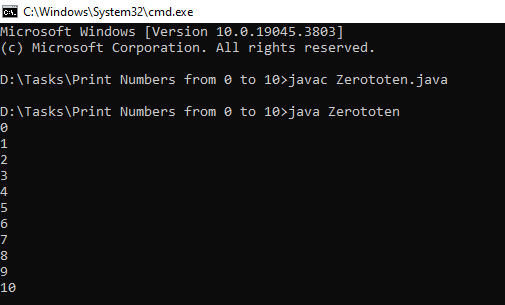 C:\Windows\System32\cmd.exe
Microsoft Windows [Version 10.0.19045.3803]
(c) Microsoft Corporation. All rights reserved.
D:\Tasks\Print Numbers from 0 to 10>javac Zerototen.java
D:\Tasks\Print Numbers from 0 to 10>java Zerototen
0
1
2
3
4
5
6
7
8
9
10